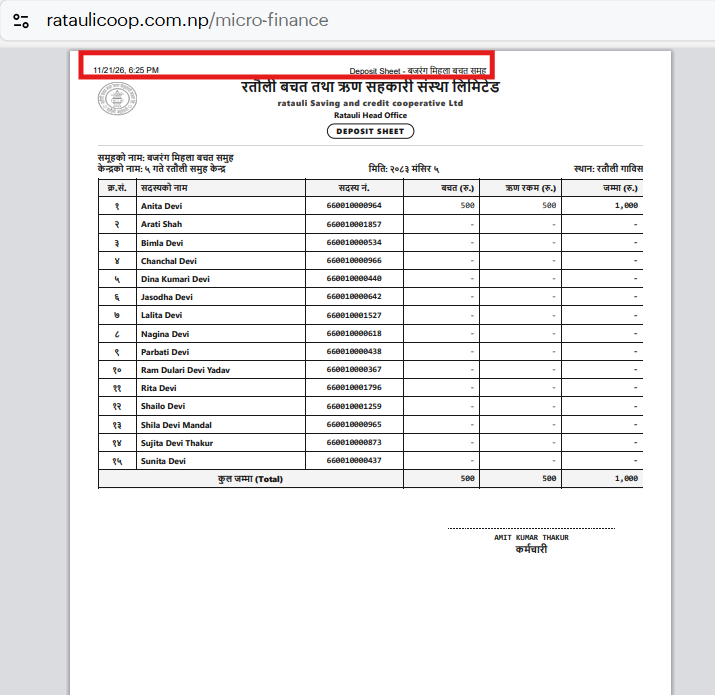 rataulicoop.com.np/micro-finance
11/21/26, 6:25 PM Deposit Sheet - बजरंग मिहला बचत समुह
रतौली बचत तथा ऋण सहकारी संस्था लिमिटेड
ratauli Saving and credit cooperative Ltd
Ratauli Head Office
DEPOSIT SHEET
समूहको नाम: बजरंग मिहला बचत समुह
केन्द्रको नाम: ५ गते रतौली समुह केन्द्र मिति: २०८३ मंसिर ५ स्थान: रतौली गाविस
क्र.सं. सदस्यको नाम सदस्य नं. बचत (रु.) ऋण रकम (रु.) जम्मा (रु.)
१ Anita Devi 660010000964 500 500 1,000
२ Arati Shah 660010001857 - - -
३ Bimla Devi 660010000534 - - -
४ Chanchal Devi 660010000966 - - -
५ Dina Kumari Devi 660010000440 - - -
६ Jasodha Devi 660010000642 - - -
७ Lalita Devi 660010001527 - - -
८ Nagina Devi 660010000618 - - -
९ Parbati Devi 660010000438 - - -
१० Ram Dulari Devi Yadav 660010000367 - - -
११ Rita Devi 660010001796 - - -
१२ Shailo Devi 660010001259 - - -
१३ Shila Devi Mandal 660010000965 - - -
१४ Sujita Devi Thakur 660010000873 - - -
१५ Sunita Devi 660010000437 - - -
कुल जम्मा (Total) 500 500 1,000
AMIT KUMAR THAKUR
कर्मचारी